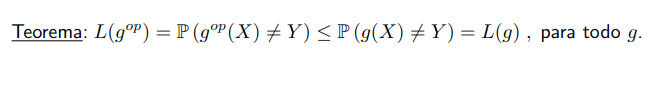 Teorema: L(g^{op}) = ℙ (g^{op}(X) ≠ Y) ≤ ℙ (g(X) ≠ Y) = L(g) , para todo g.